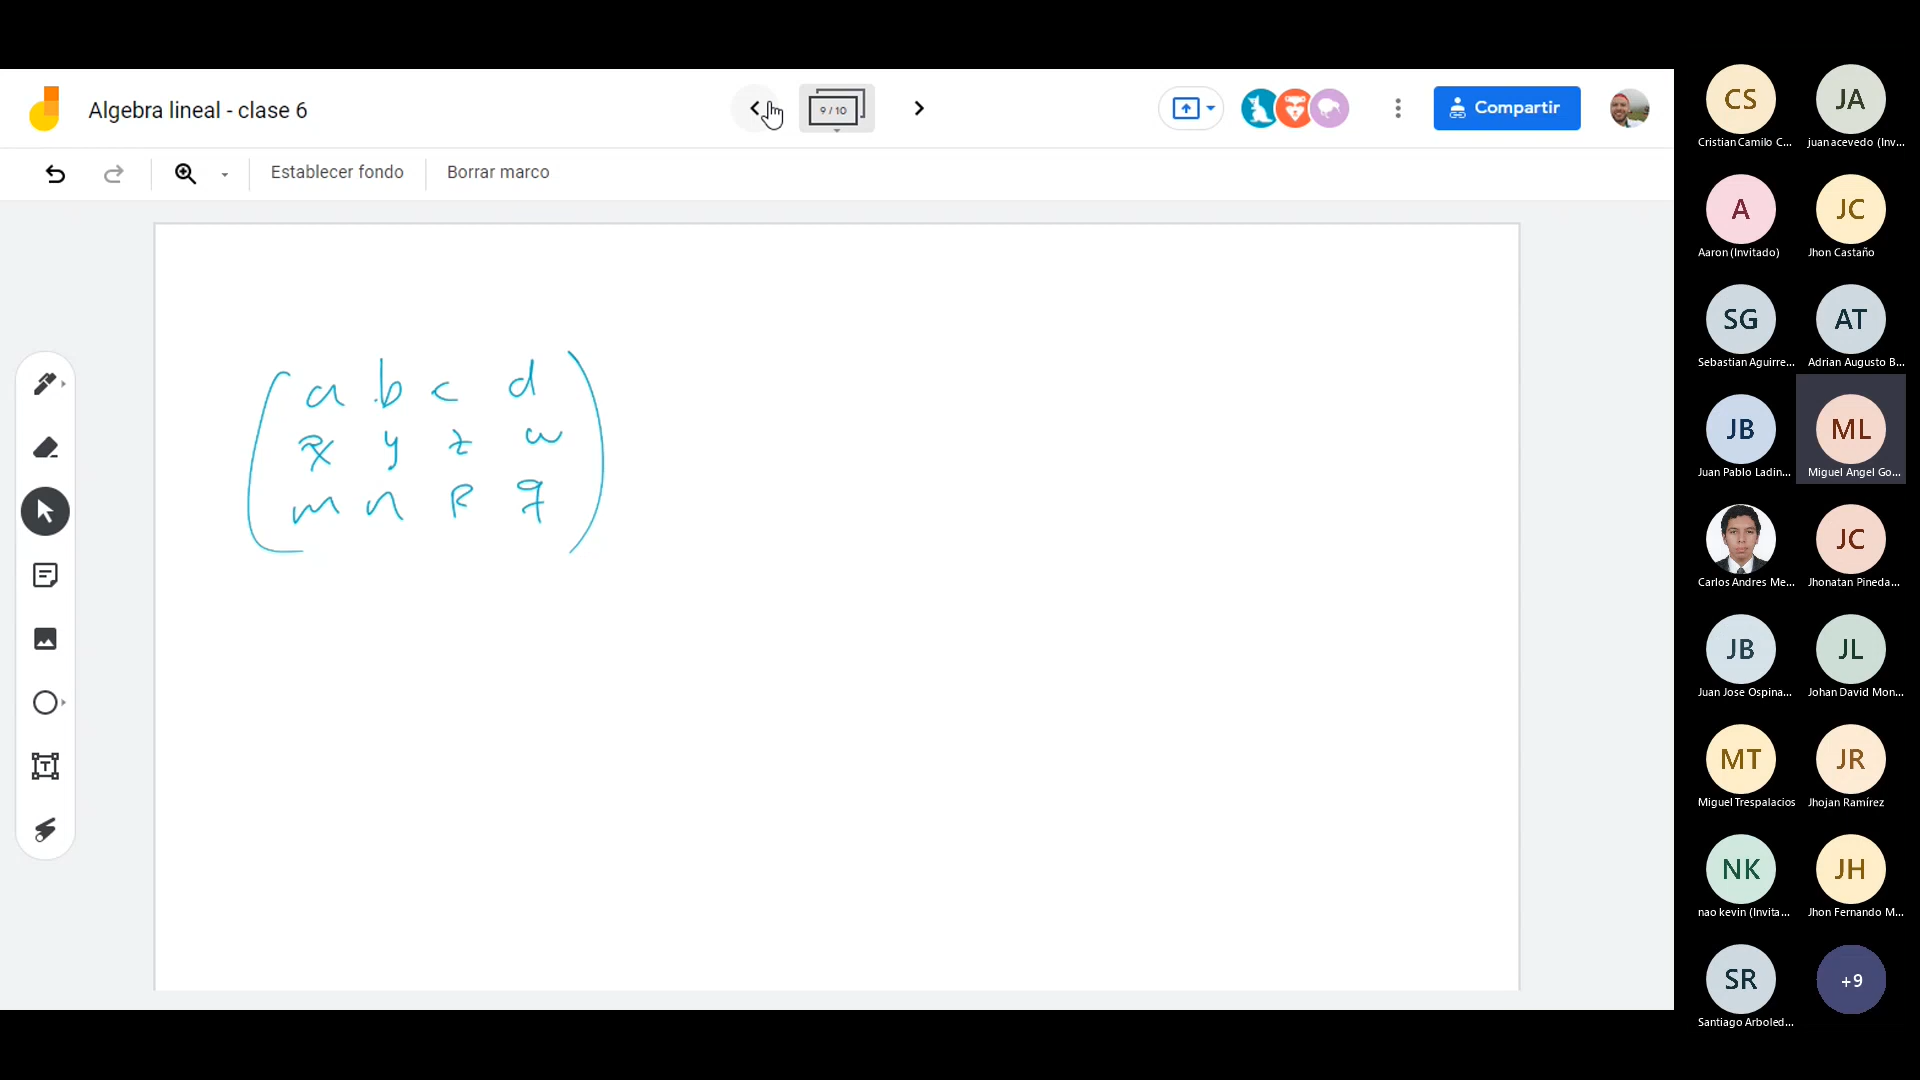 Algebra lineal - clase 6
9 / 10
Compartir
Establecer fondo
Borrar marco
a b c d
x y z w
m n p q
T
CS
Cristian Camilo C...
JA
juan acevedo (Inv...
A
Aaron (Invitado)
JC
Jhon Castaño
SG
Sebastian Aguirre...
AT
Adrian Augusto B...
JB
Juan Pablo Ladin...
ML
Miguel Angel Go...
Carlos Andres Me...
JC
Jhonatan Pineda...
JB
Juan Jose Ospina...
JL
Johan David Mon...
MT
Miguel Trespalacios
JR
Jhojan Ramírez
NK
nao kevin (Invita...
JH
Jhon Fernando M...
SR
Santiago Arboled...
+9